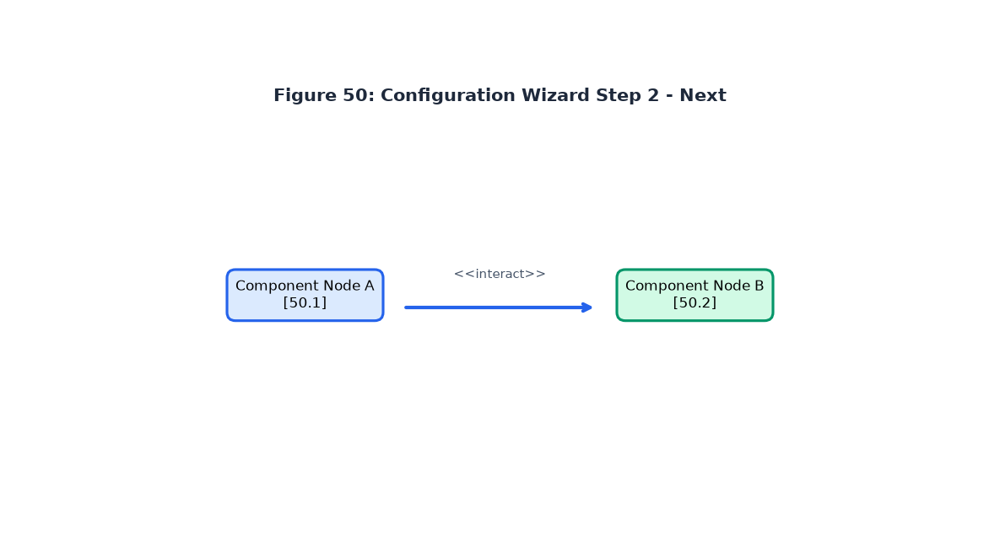 Figure 50: Configuration Wizard Step 2 - Next
Component Node A
[50.1]
<<interact>>
Component Node B
[50.2]